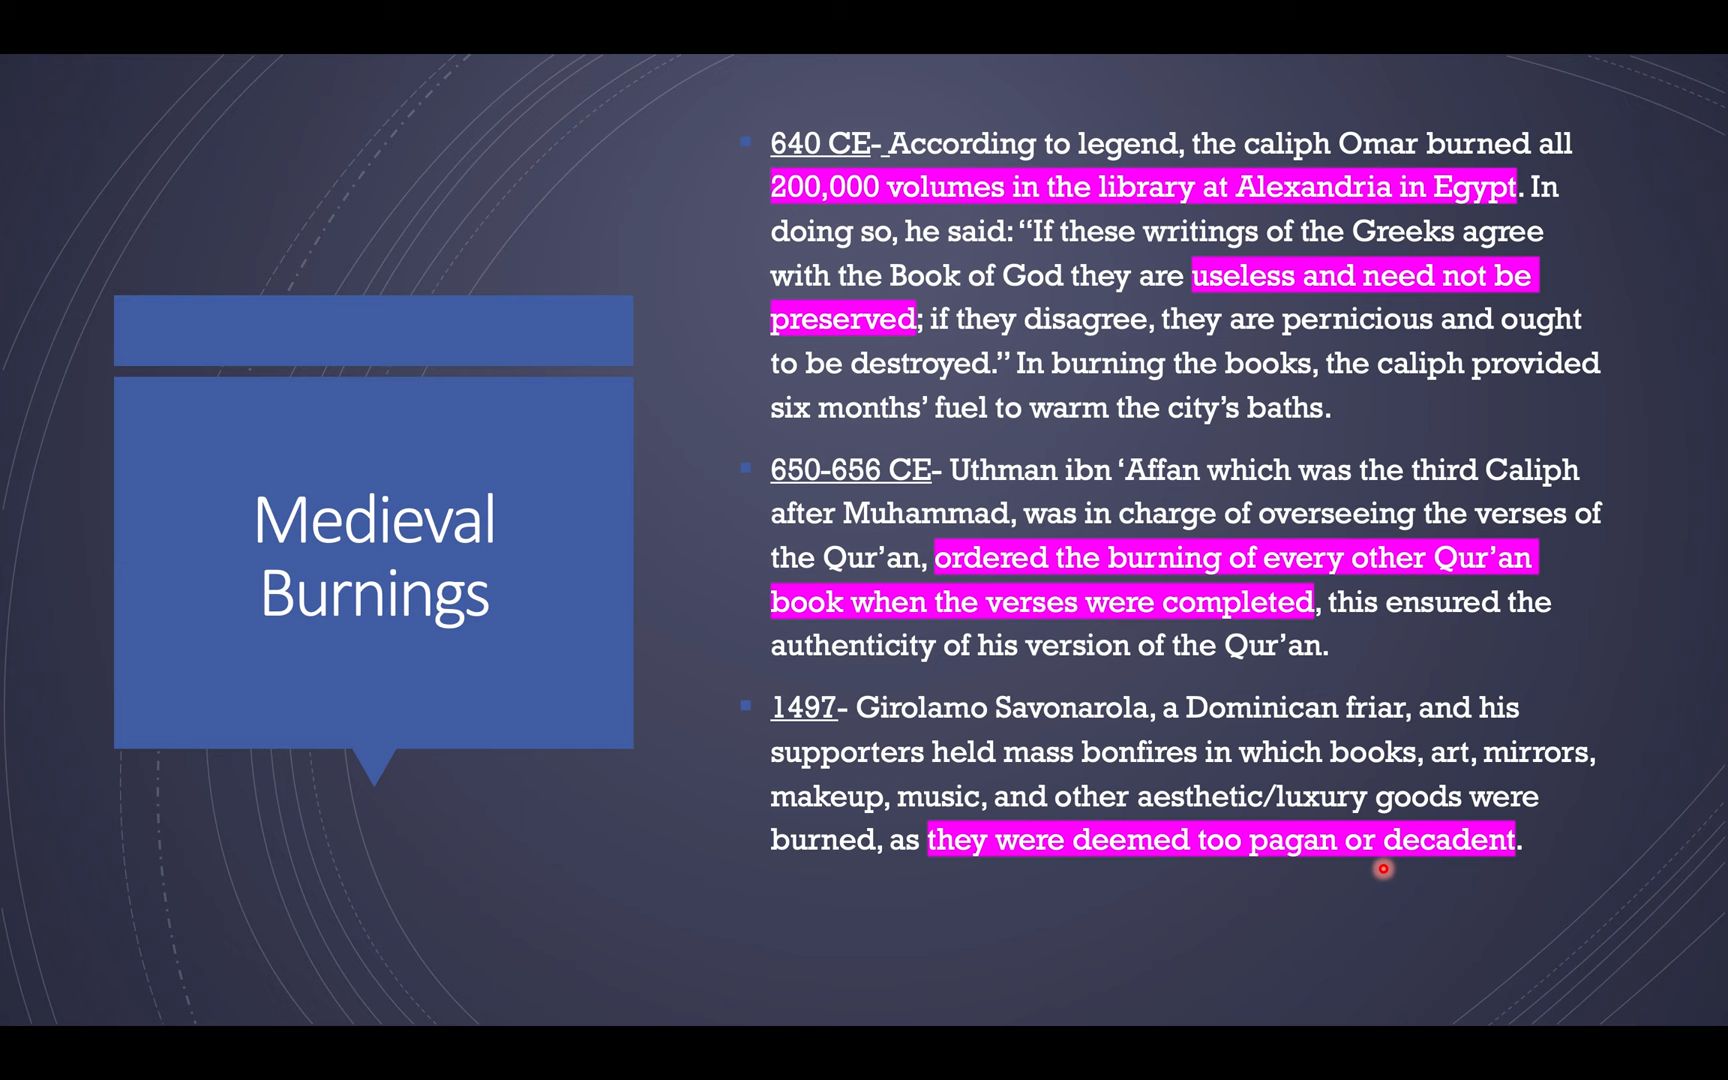 Medieval
Burnings
640 CE- According to legend, the caliph Omar burned all
200,000 volumes in the library at Alexandria in Egypt. In
doing so, he said: “If these writings of the Greeks agree
with the Book of God they are useless and need not be
preserved; if they disagree, they are pernicious and ought
to be destroyed.” In burning the books, the caliph provided
six months’ fuel to warm the city’s baths.
650-656 CE- Uthman ibn ‘Affan which was the third Caliph
after Muhammad, was in charge of overseeing the verses of
the Qur’an, ordered the burning of every other Qur’an
book when the verses were completed, this ensured the
authenticity of his version of the Qur’an.
1497- Girolamo Savonarola, a Dominican friar, and his
supporters held mass bonfires in which books, art, mirrors,
makeup, music, and other aesthetic/luxury goods were
burned, as they were deemed too pagan or decadent.